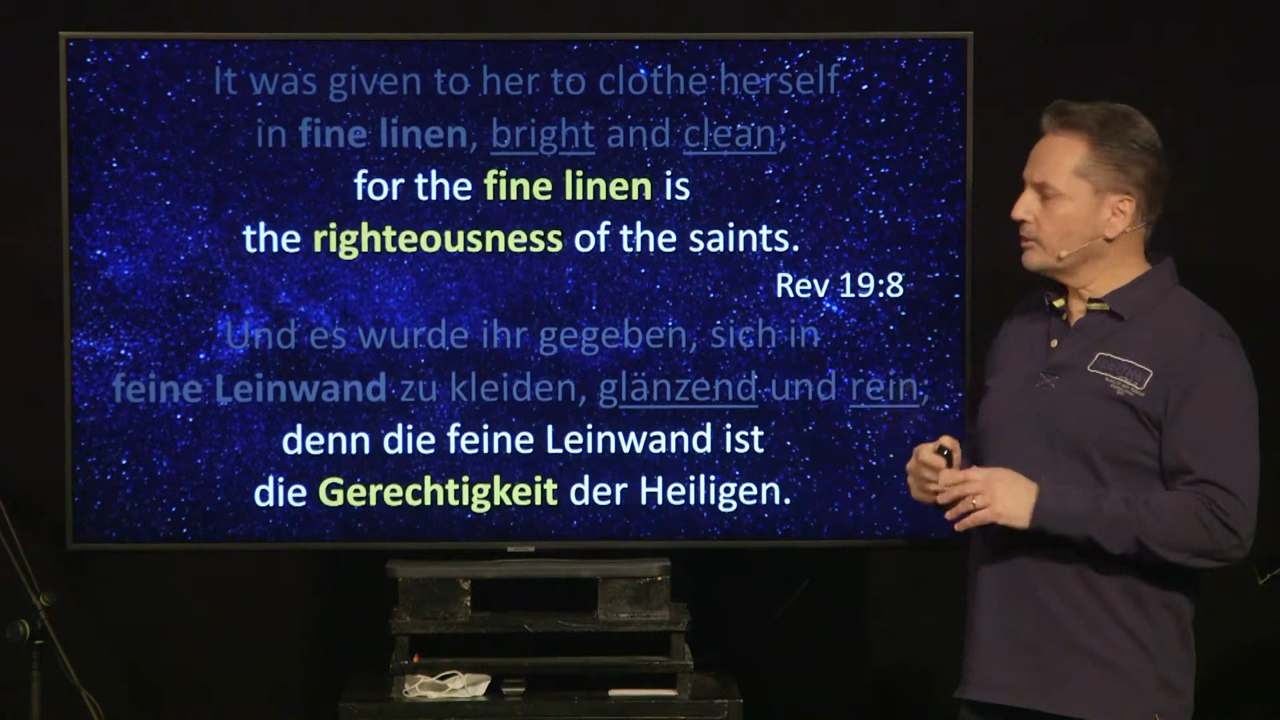 It was given to her to clothe herself
in fine linen, bright and clean;
for the fine linen is
the righteousness of the saints.
Rev 19:8
Und es wurde ihr gegeben, sich in
feine Leinwand zu kleiden, glänzend und rein;
denn die feine Leinwand ist
die Gerechtigkeit der Heiligen.